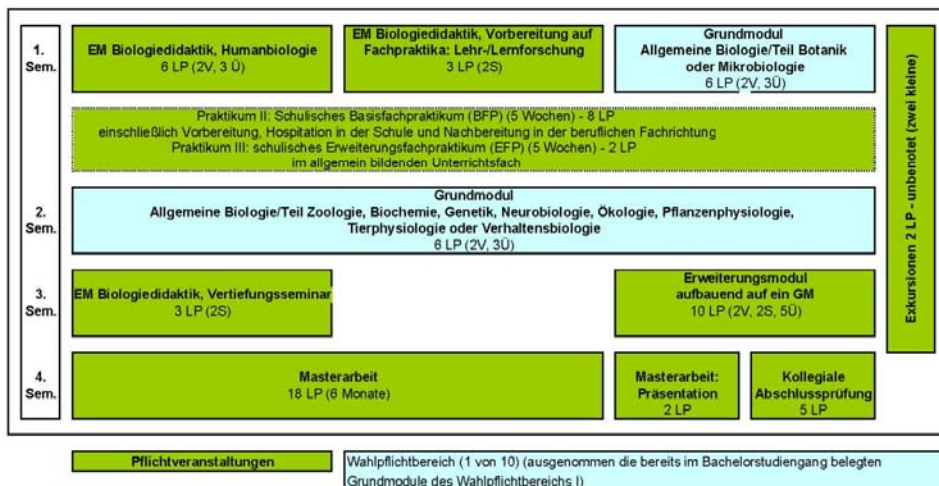 1.
Sem.
EM Biologiedidaktik, Humanbiologie
6 LP (2V, 3 Ü)
EM Biologiedidaktik, Vorbereitung auf
Fachpraktika: Lehr-/Lernforschung
3 LP (2S)
Grundmodul
Allgemeine Biologie/Teil Botanik
oder Mikrobiologie
6 LP (2V, 3Ü)
Praktikum II: Schulisches Basisfachpraktikum (BFP) (5 Wochen) - 8 LP
einschließlich Vorbereitung, Hospitation in der Schule und Nachbereitung in der beruflichen Fachrichtung
Praktikum III: schulisches Erweiterungsfachpraktikum (EFP) (5 Wochen) - 2 LP
im allgemein bildenden Unterrichtsfach
2.
Sem.
Grundmodul
Allgemeine Biologie/Teil Zoologie, Biochemie, Genetik, Neurobiologie, Ökologie, Pflanzenphysiologie,
Tierphysiologie oder Verhaltensbiologie
6 LP (2V, 3Ü)
3.
Sem.
EM Biologiedidaktik, Vertiefungsseminar
3 LP (2S)
Erweiterungsmodul
aufbauend auf ein GM
10 LP (2V, 2S, 5Ü)
4.
Sem.
Masterarbeit
18 LP (6 Monate)
Masterarbeit:
Präsentation
2 LP
Kollegiale
Abschlussprüfung
5 LP
Exkursionen 2 LP - unbenotet (zwei kleine)
Pflichtveranstaltungen
Wahlpflichtbereich (1 von 10) (ausgenommen die bereits im Bachelorstudiengang belegten
Grundmodule des Wahlpflichtbereichs I)